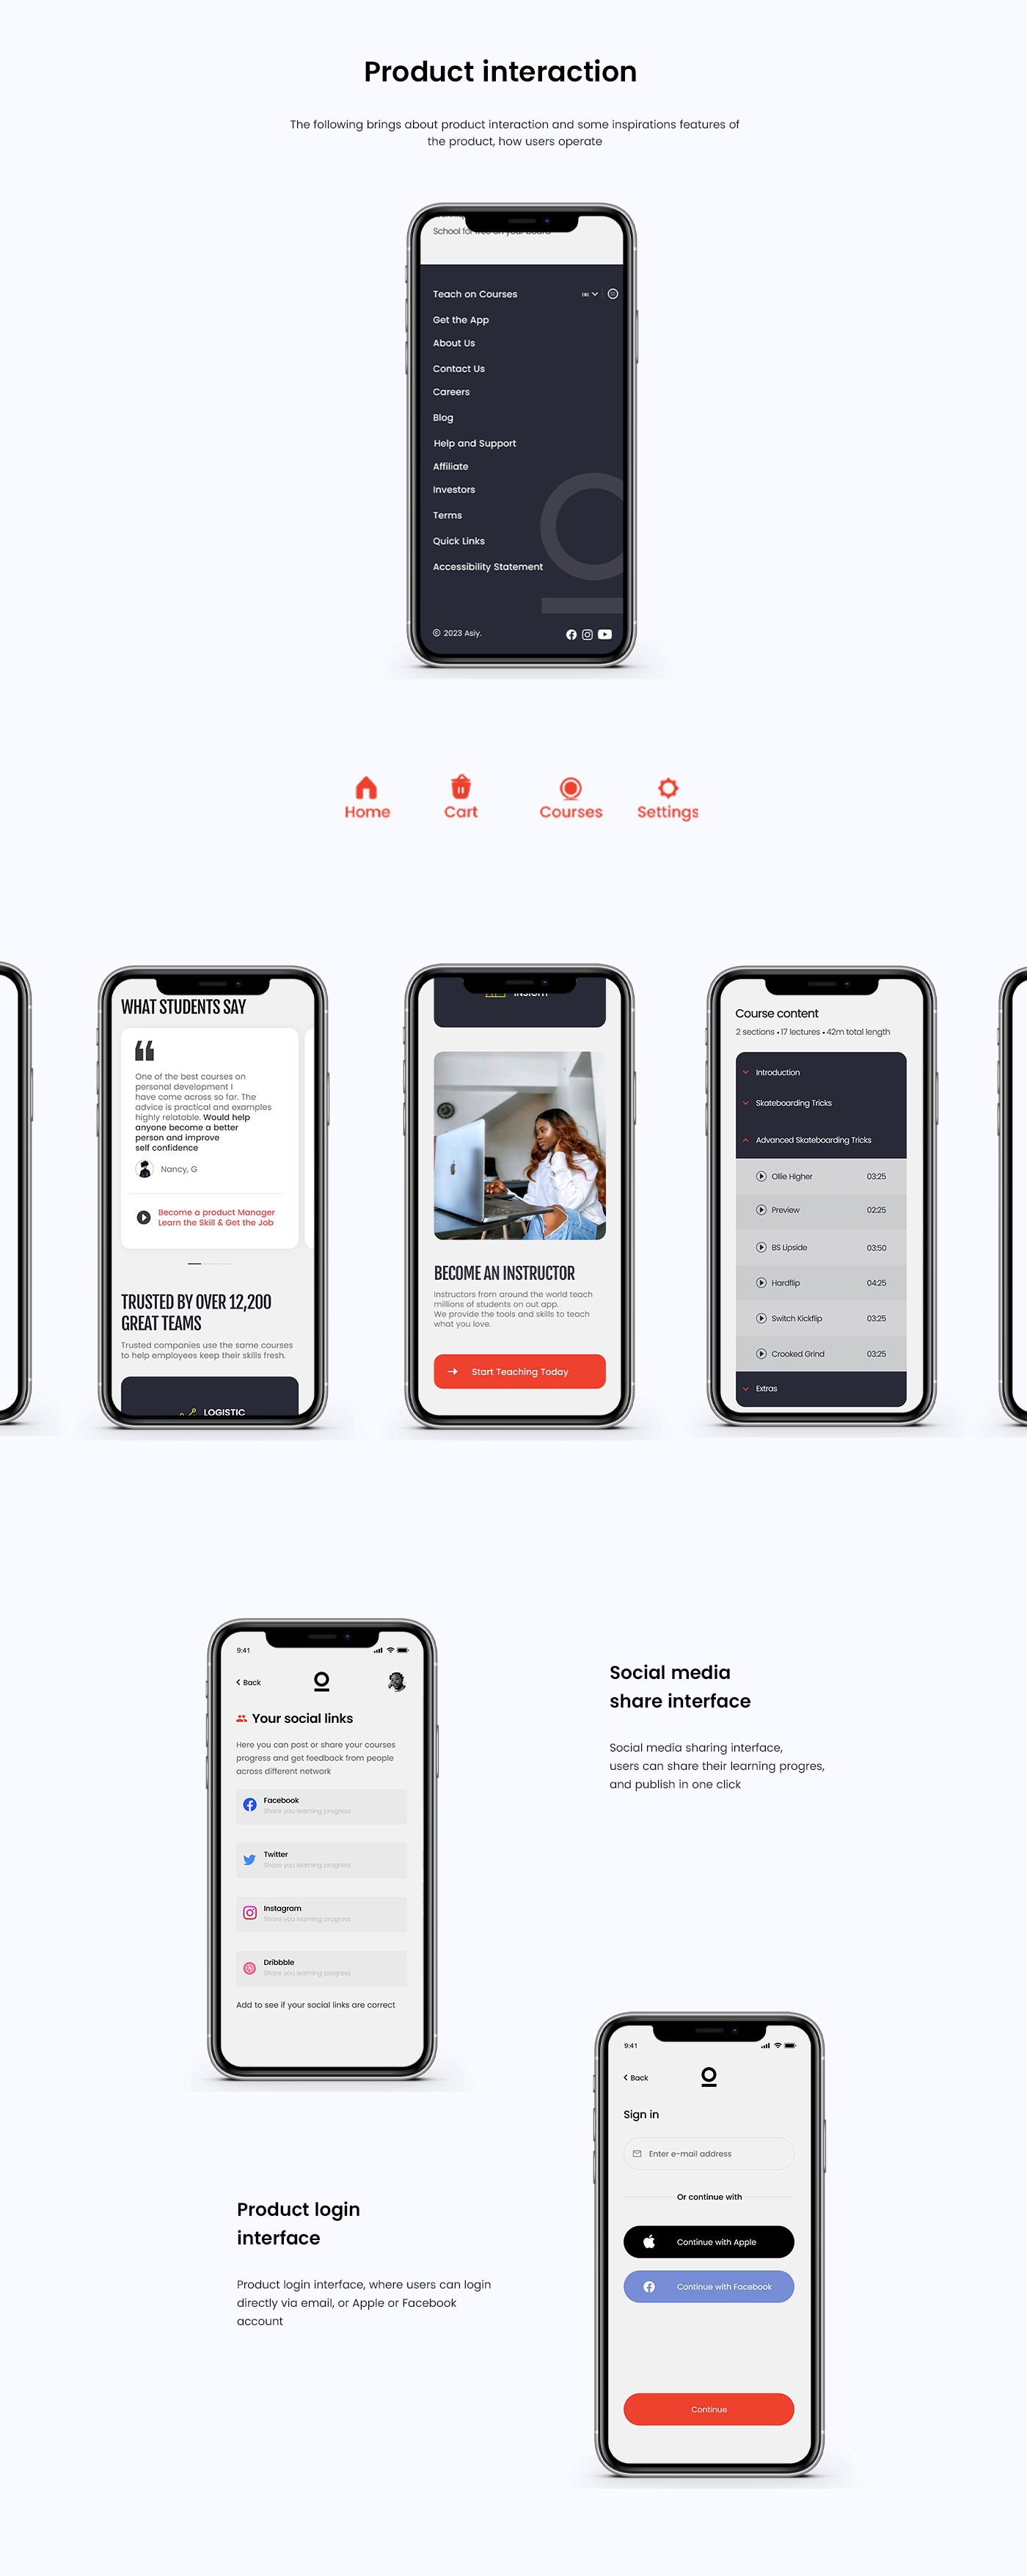 Product interaction
The following brings about product interaction and some inspirations features of
the product, how users operate
School for free on your board
Teach on Courses
Get the App
About Us
Contact Us
Careers
Blog
Help and Support
Affiliate
Investors
Terms
Quick Links
Accessibility Statement
© 2023 Asiy.
Home Cart Courses Settings
WHAT STUDENTS SAY
One of the best courses on
personal development I
have come across so far. The
advice is practical and examples
highly relatable. Would help
anyone become a better
person and improve
self confidence
Nancy, G
Become a product Manager
Learn the Skill & Get the Job
TRUSTED BY OVER 12,200
GREAT TEAMS
Trusted companies use the same courses
to help employees keep their skills fresh.
LOGISTIC
INSIGHT
BECOME AN INSTRUCTOR
Instructors from around the world teach
millions of students on out app.
We provide the tools and skills to teach
what you love.
Start Teaching Today
Course content
2 sections • 17 lectures • 42m total length
Introduction
Skateboarding Tricks
Advanced Skateboarding Tricks
Ollie Higher 03:25
Preview 02:25
BS Lipside 03:50
Hardflip 04:25
Switch Kickflip 03:25
Crooked Grind 03:25
Extras
9:41
Back
Your social links
Here you can post or share your courses
progress and get feedback from people
across different network
Facebook
Share you learning progress
Twitter
Share you learning progress
Instagram
Share you learning progress
Dribbble
Share you learning progress
Add to see if your social links are correct
Social media
share interface
Social media sharing interface,
users can share their learning progres,
and publish in one click
Product login
interface
Product login interface, where users can login
directly via email, or Apple or Facebook
account
9:41
Back
Sign in
Enter e-mail address
Or continue with
Continue with Apple
Continue with Facebook
Continue